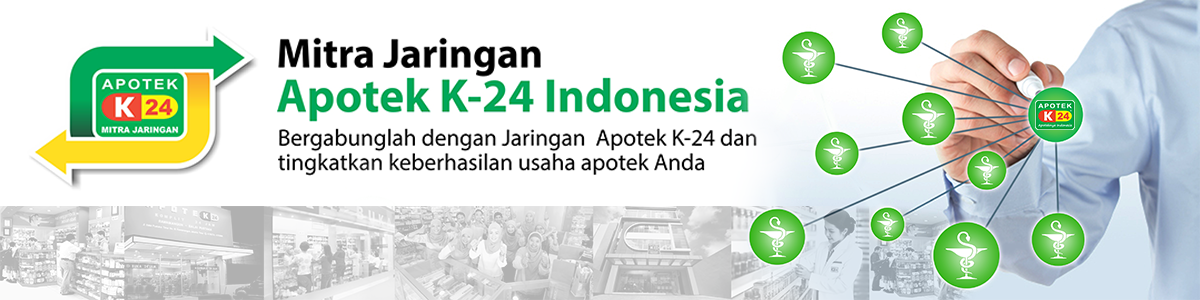 APOTEK
K 24
MITRA JARINGAN
Mitra Jaringan
Apotek K-24 Indonesia
Bergabunglah dengan Jaringan Apotek K-24 dan
tingkatkan keberhasilan usaha apotek Anda
APOTEK
K 24